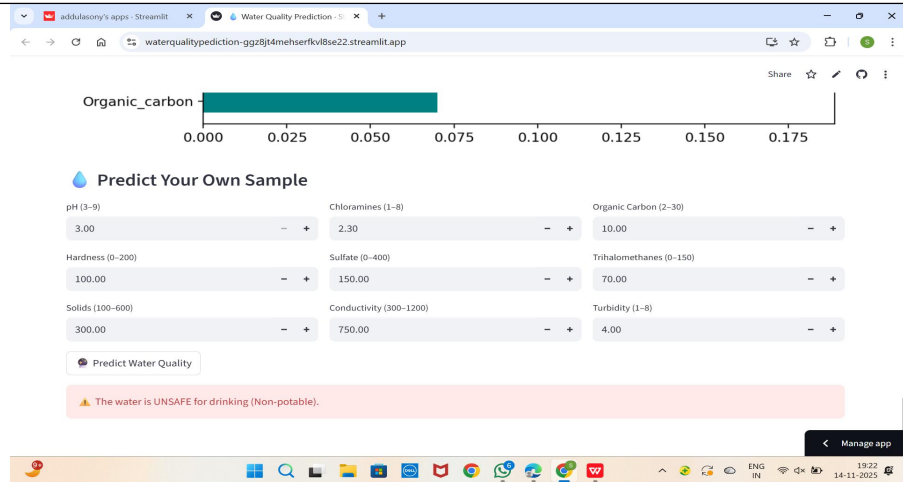 addulasony's apps · Streamlit
Water Quality Prediction · St
waterqualitypediction-ggz8jt4mehserfkvl8se22.streamlit.app
S
Share
Organic_carbon
0.000 0.025 0.050 0.075 0.100 0.125 0.150 0.175
Predict Your Own Sample
pH (3–9) Chloramines (1–8) Organic Carbon (2–30)
3.00 − + 2.30 − + 10.00 − +
Hardness (0–200) Sulfate (0–400) Trihalomethanes (0–150)
100.00 − + 150.00 − + 70.00 − +
Solids (100–600) Conductivity (300–1200) Turbidity (1–8)
300.00 − + 750.00 − + 4.00 − +
Predict Water Quality
The water is UNSAFE for drinking (Non-potable).
Manage app
9+
DELL
9
W
ENG
IN
19:22
14-11-2025